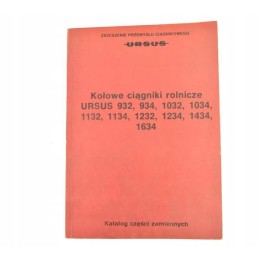 ZRZESZENIE PRZEMYSŁU CIĄGNIKOWEGO
URSUS
Kołowe ciągniki rolnicze
URSUS 932, 934, 1032, 1034,
1132, 1134, 1232, 1234, 1434,
1634
Katalog części zamiennych